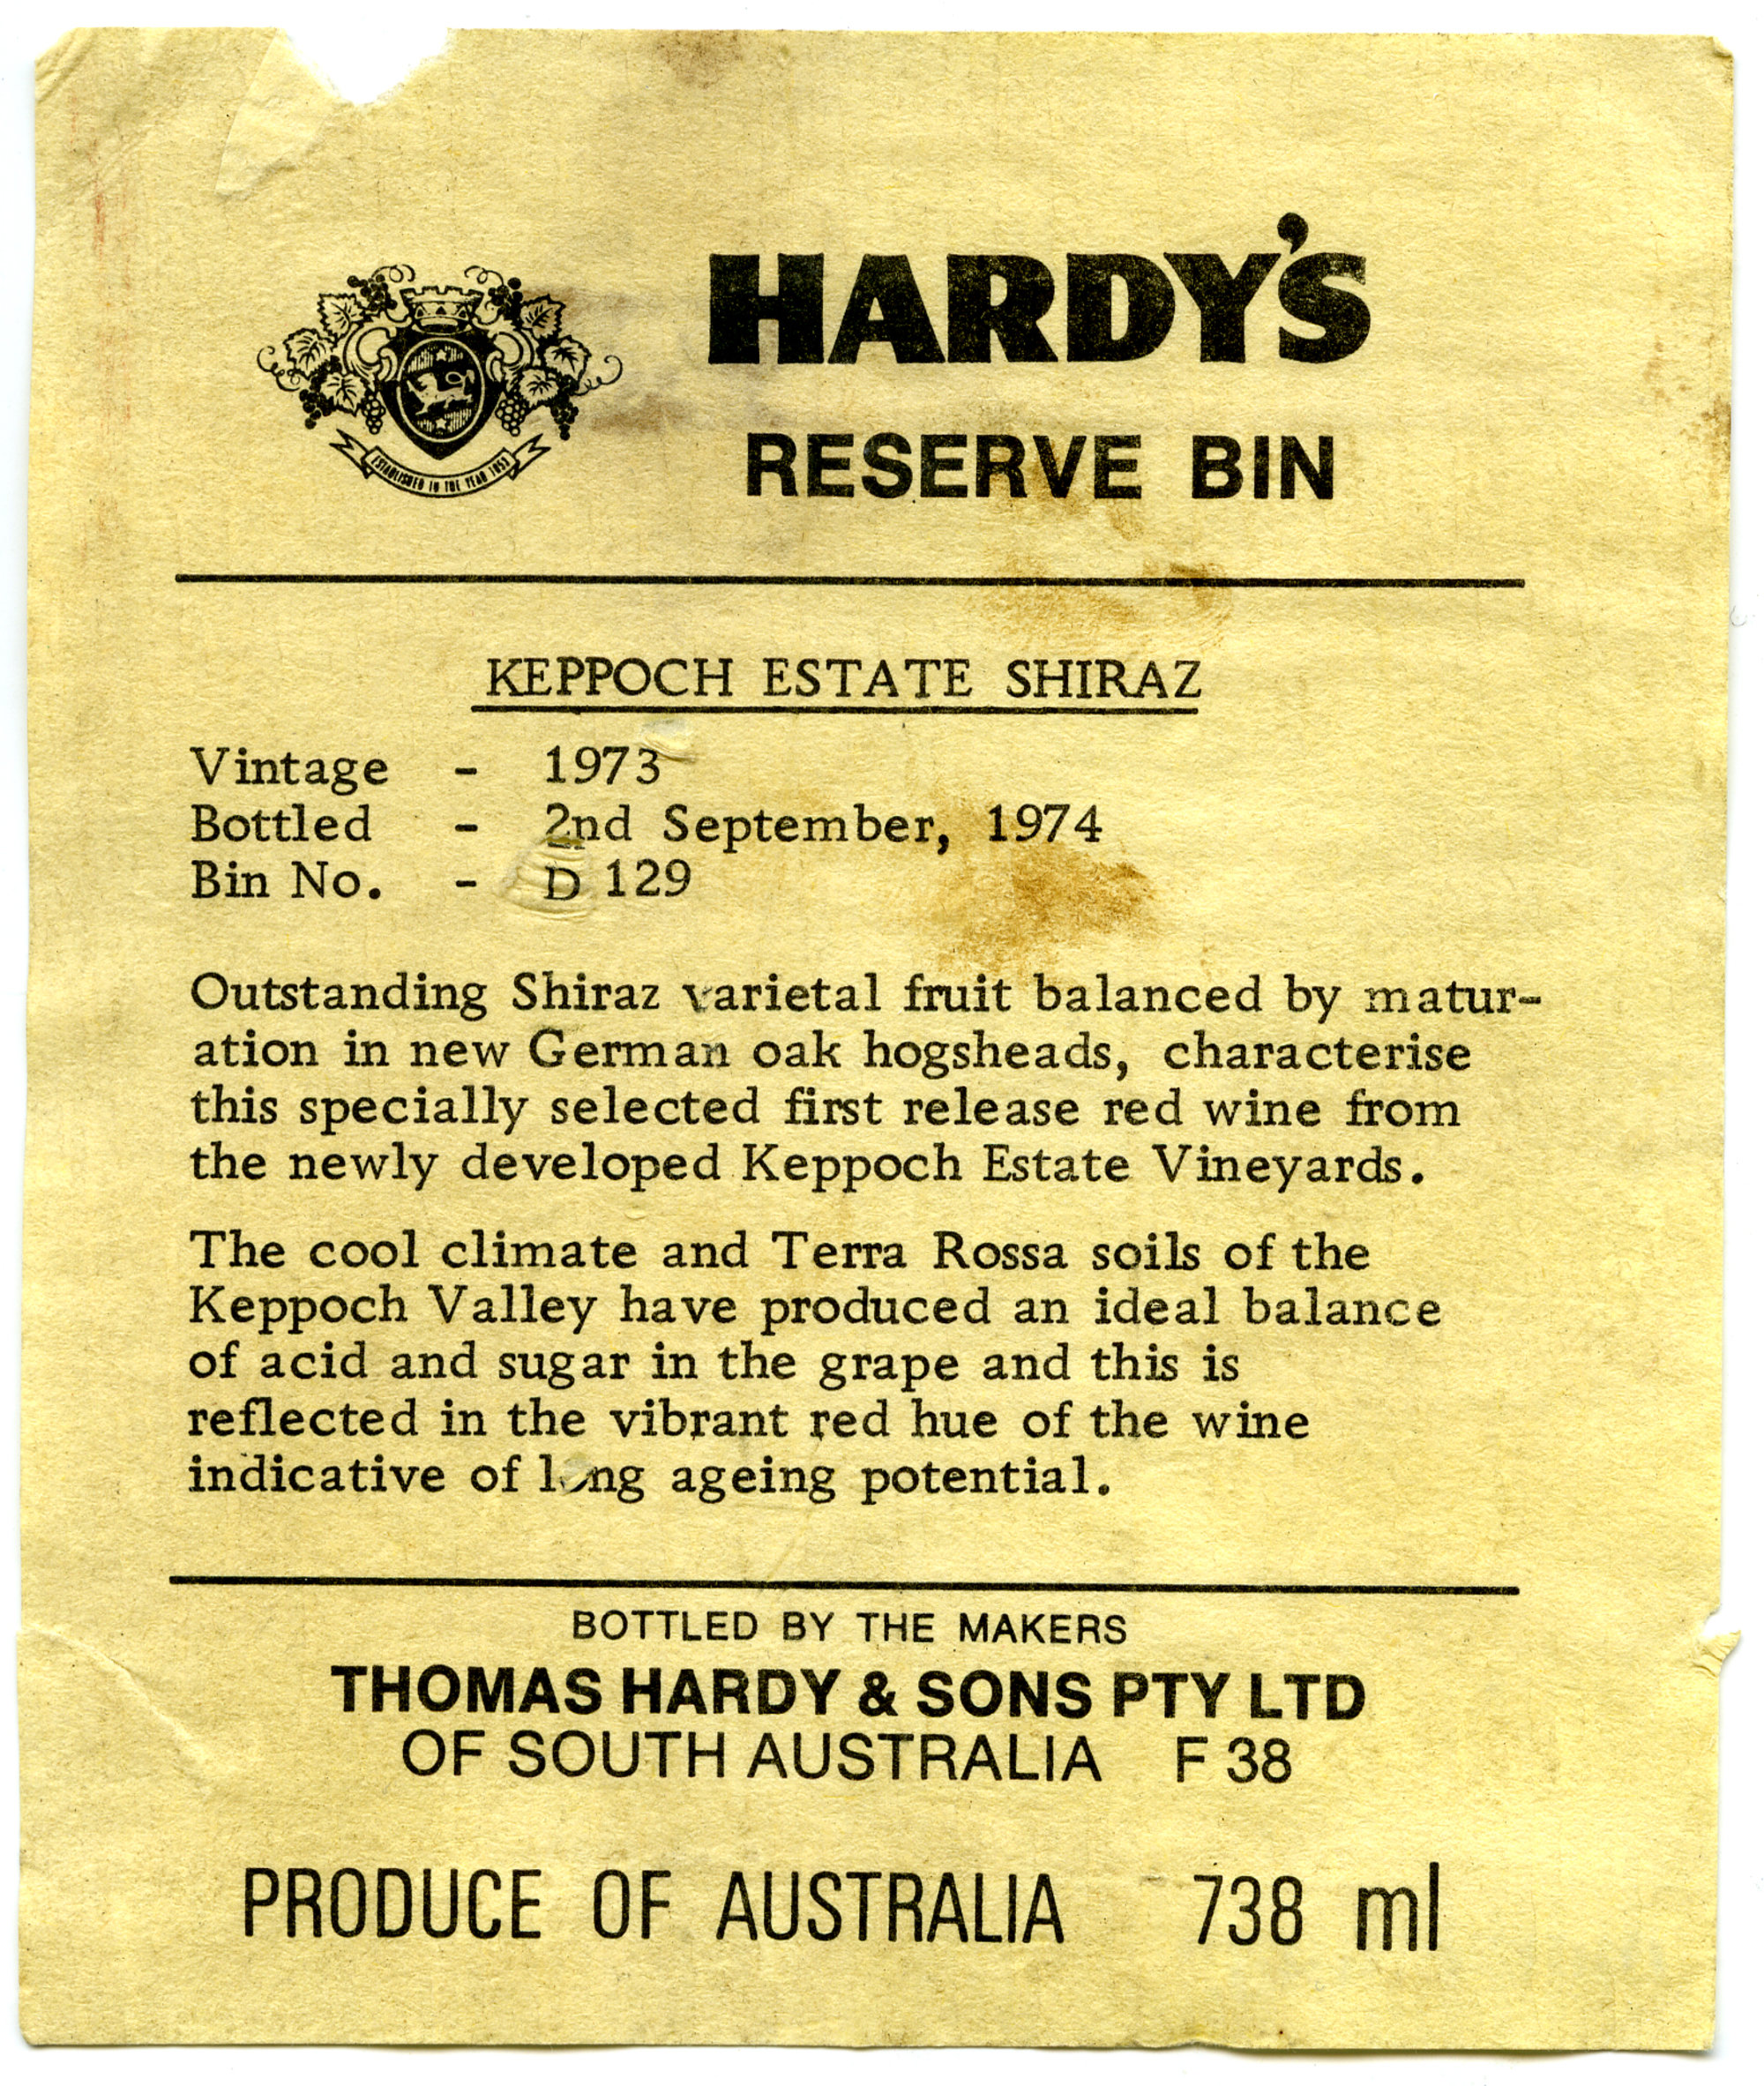 HARDY'S
RESERVE BIN
ESTABLISHED IN THE YEAR 1853
KEPPOCH ESTATE SHIRAZ
Vintage - 1973
Bottled - 2nd September, 1974
Bin No. - D 129
Outstanding Shiraz varietal fruit balanced by matur-
ation in new German oak hogsheads, characterise
this specially selected first release red wine from
the newly developed Keppoch Estate Vineyards.
The cool climate and Terra Rossa soils of the
Keppoch Valley have produced an ideal balance
of acid and sugar in the grape and this is
reflected in the vibrant red hue of the wine
indicative of long ageing potential.
BOTTLED BY THE MAKERS
THOMAS HARDY & SONS PTY LTD
OF SOUTH AUSTRALIA F 38
PRODUCE OF AUSTRALIA 738 ml